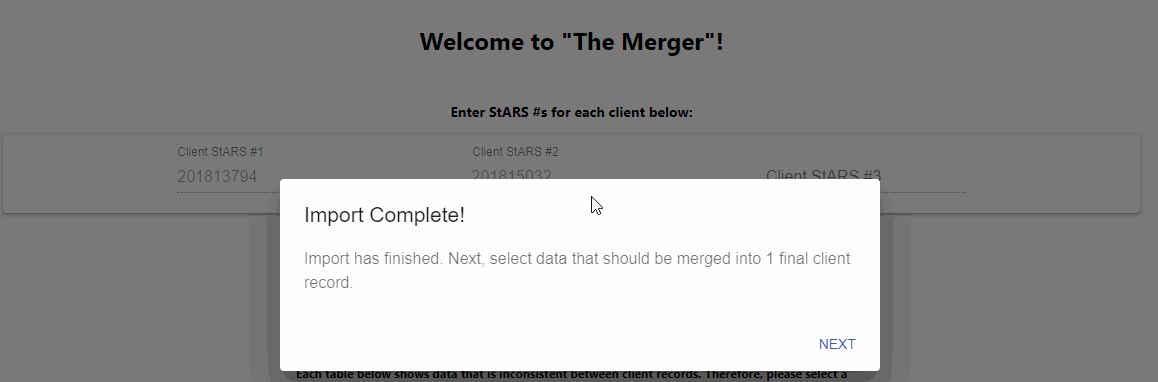 Welcome to "The Merger"!
Enter StARS #s for each client below:
Client StARS #1
Client StARS #2
201813794
201815032
Client StARS #3
Import Complete!
Import has finished. Next, select data that should be merged into 1 final client
record.
NEXT
Each table below shows data that is inconsistent between client records. Therefore, please select a